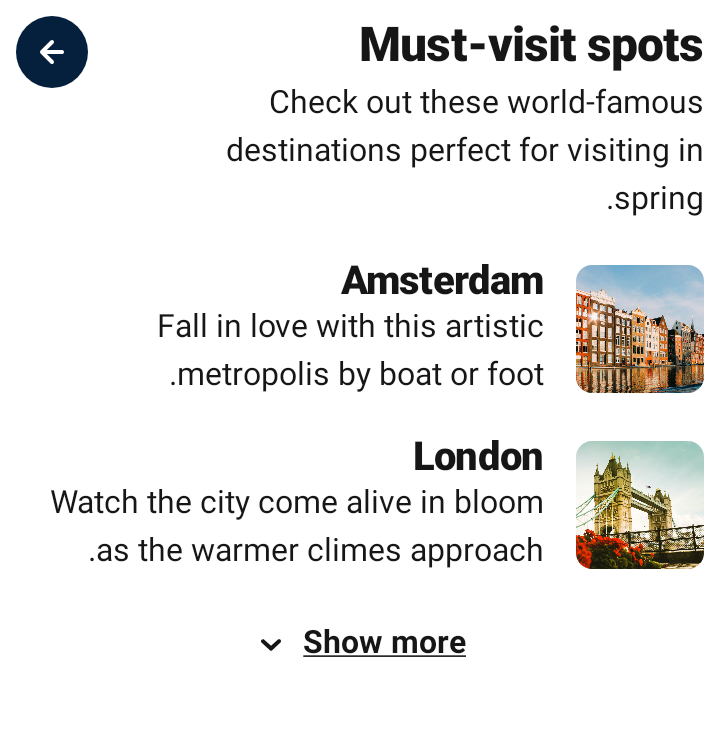 Must-visit spots
Check out these world-famous
destinations perfect for visiting in
.spring
Amsterdam
Fall in love with this artistic
.metropolis by boat or foot
London
Watch the city come alive in bloom
.as the warmer climes approach
Show more